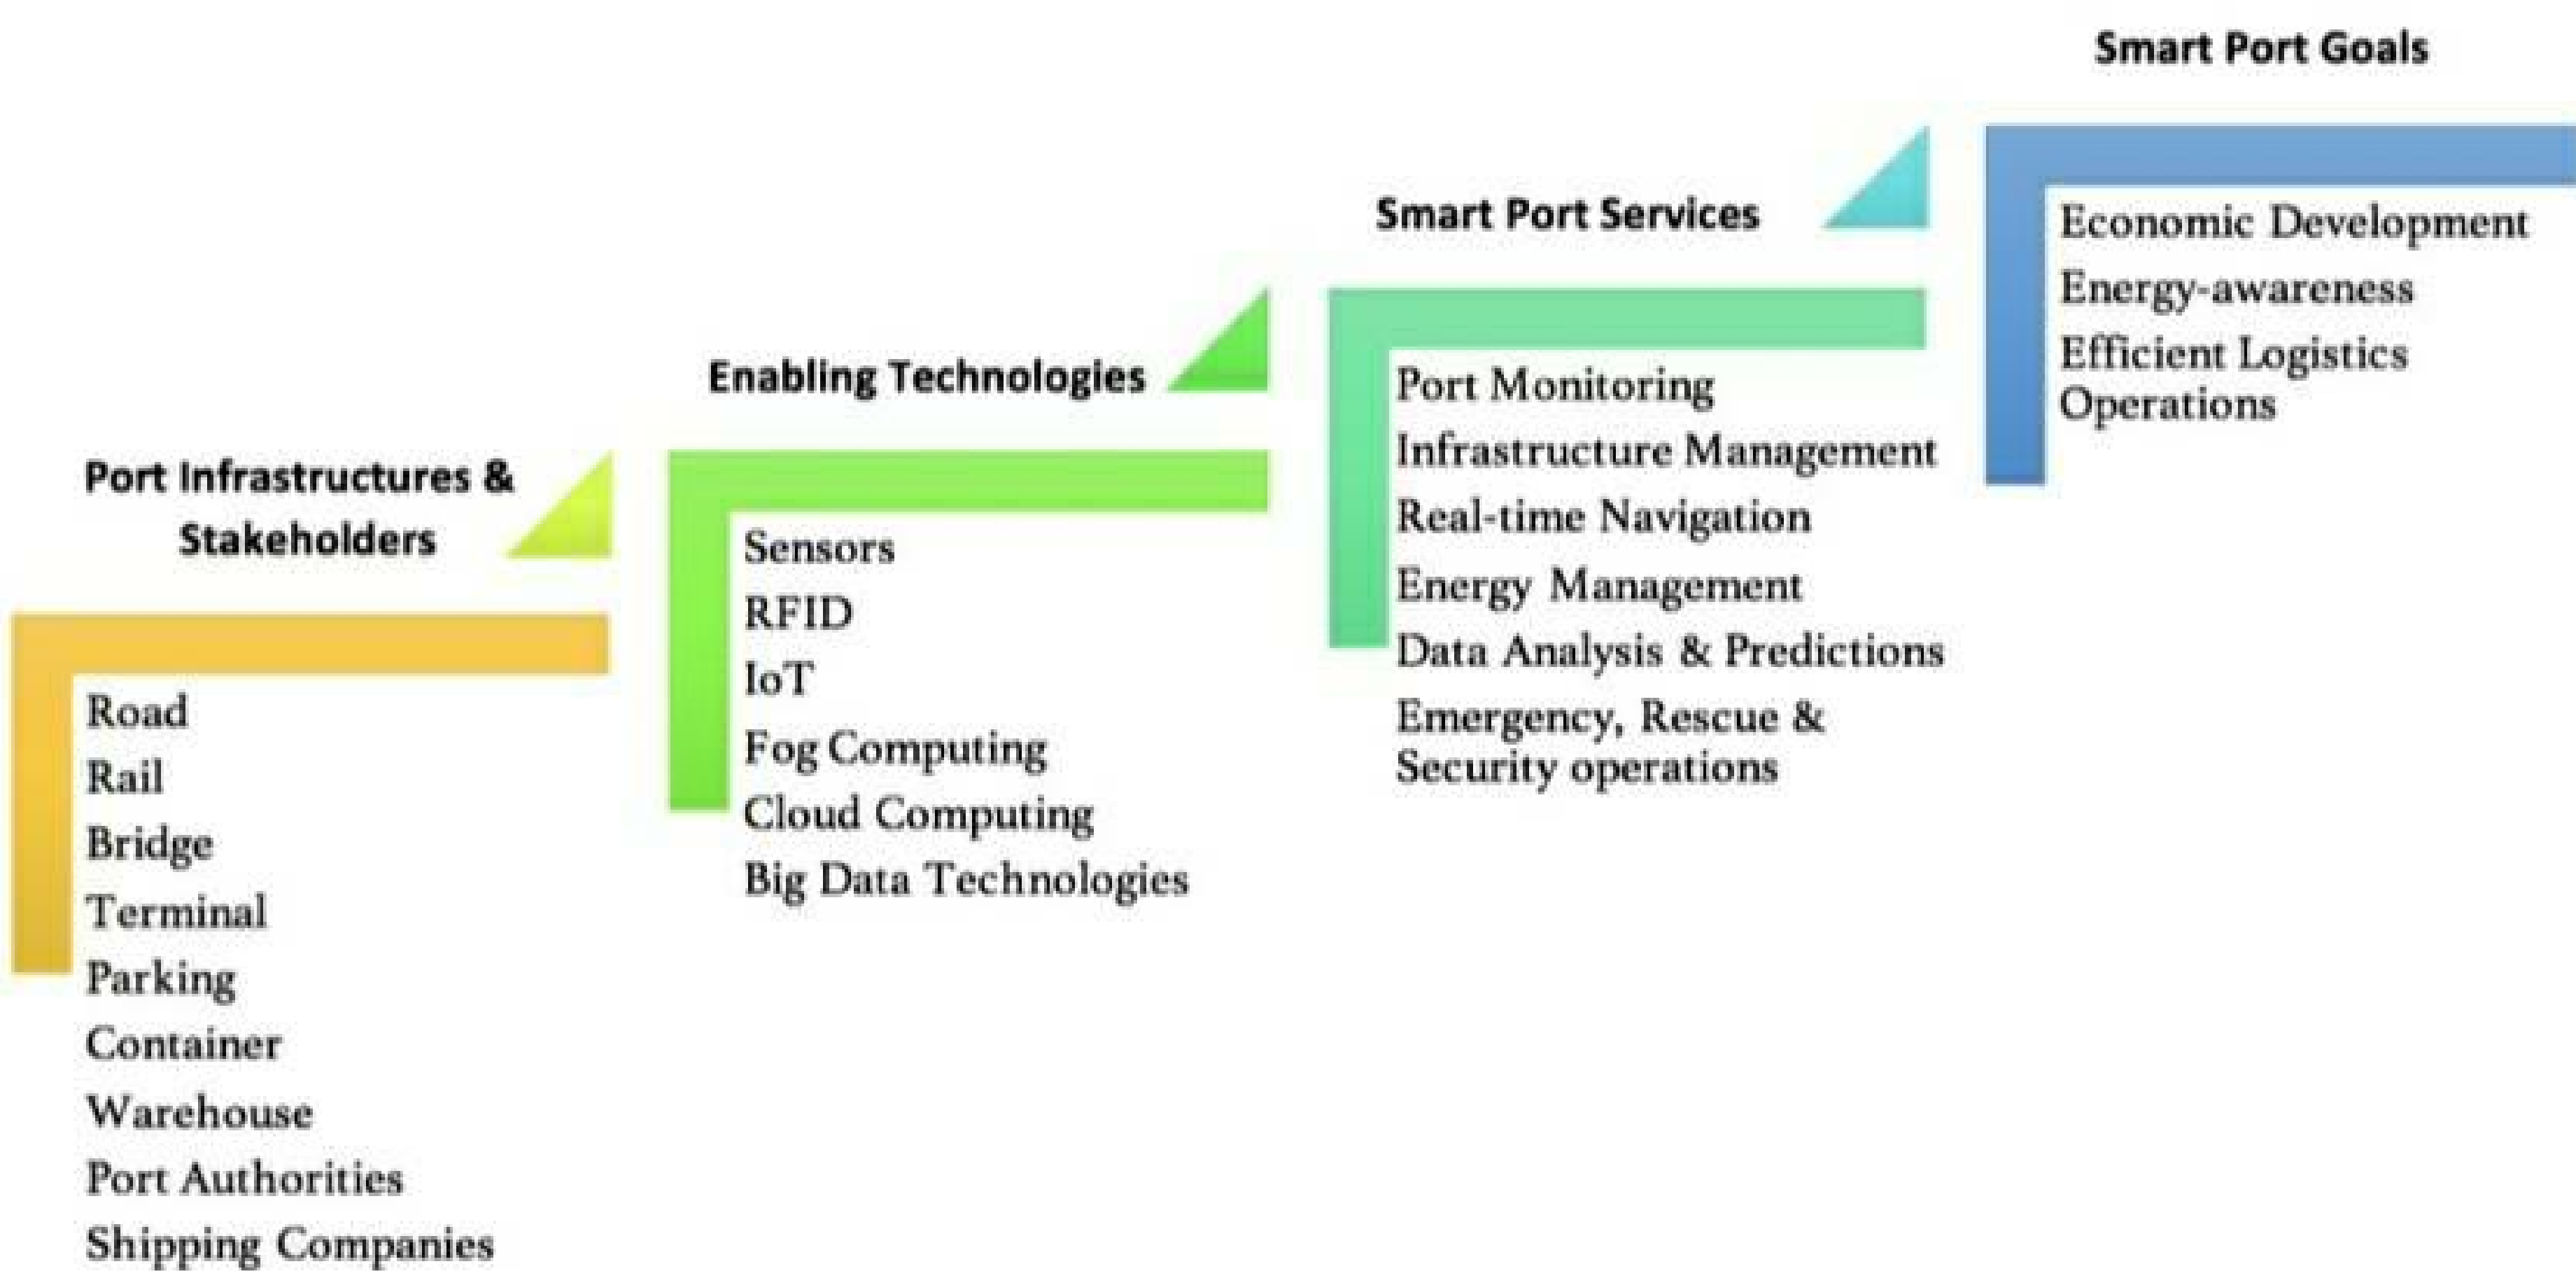 Port Infrastructures &
Stakeholders
Road
Rail
Bridge
Terminal
Parking
Container
Warehouse
Port Authorities
Shipping Companies
Enabling Technologies
Sensors
RFID
IoT
Fog Computing
Cloud Computing
Big Data Technologies
Smart Port Services
Port Monitoring
Infrastructure Management
Real-time Navigation
Energy Management
Data Analysis & Predictions
Emergency, Rescue &
Security operations
Smart Port Goals
Economic Development
Energy-awareness
Efficient Logistics
Operations